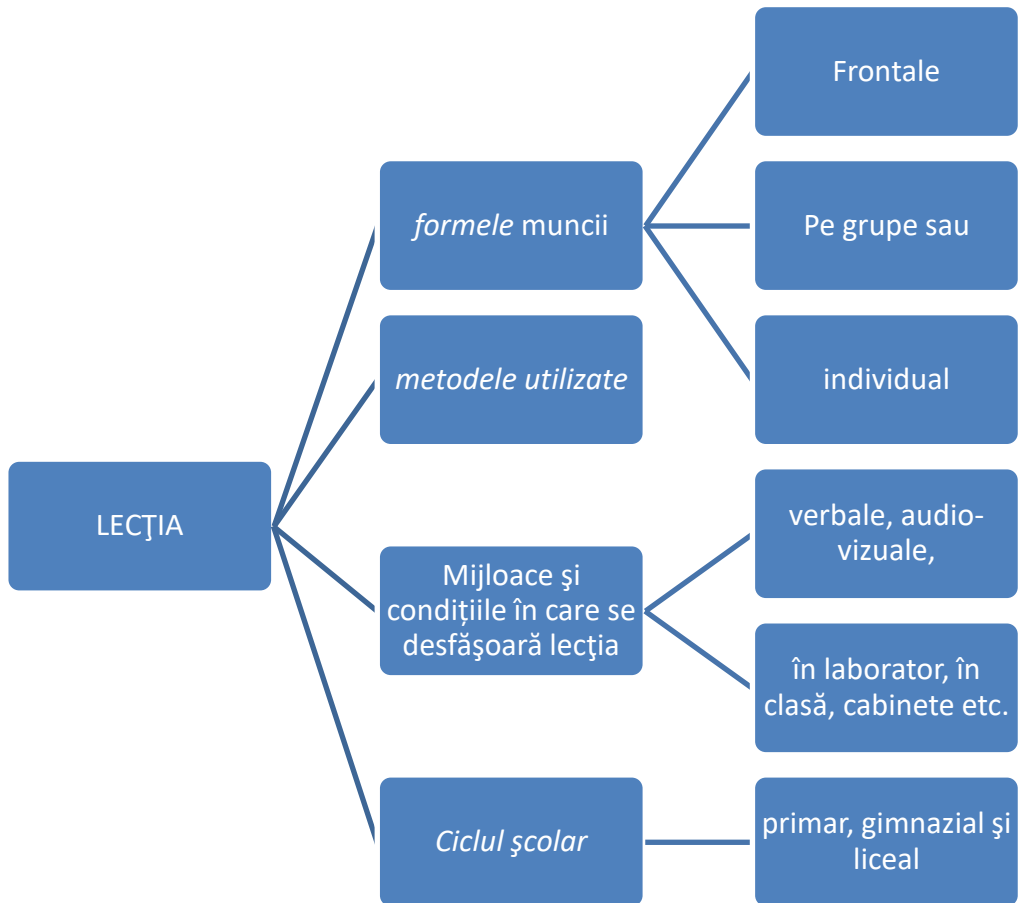 LECŢIA
formele muncii
Frontale
Pe grupe sau
individual
metodele utilizate
Mijloace şi
condițiile în care se
desfăşoară lecţia
verbale, audio-
vizuale,
în laborator, în
clasă, cabinete etc.
Ciclul şcolar
primar, gimnazial şi
liceal